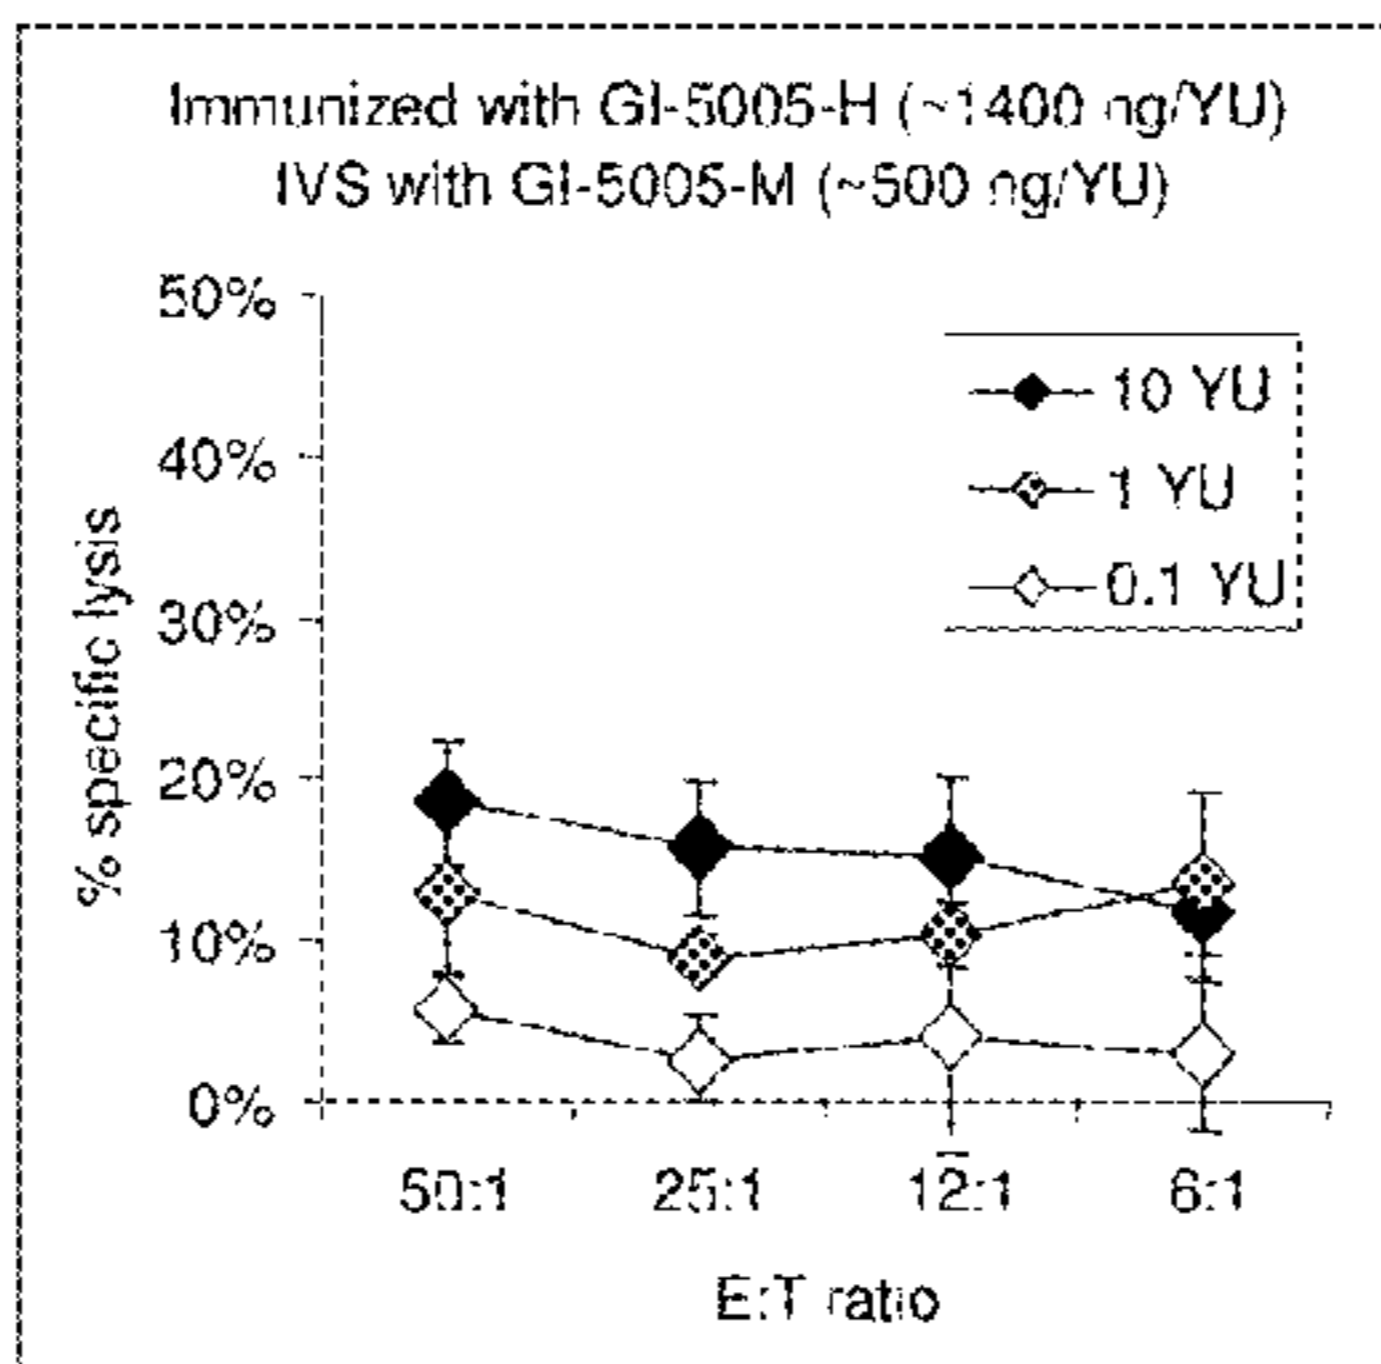 Immunized with GI-5005-H (~1400 ng/YU)
IVS with GI-5005-M (~500 ng/YU)
50%
40%
30%
20%
10%
0%
% specific lysis
10 YU
1 YU
0.1 YU
50:1 25:1 12:1 6:1
E:T ratio